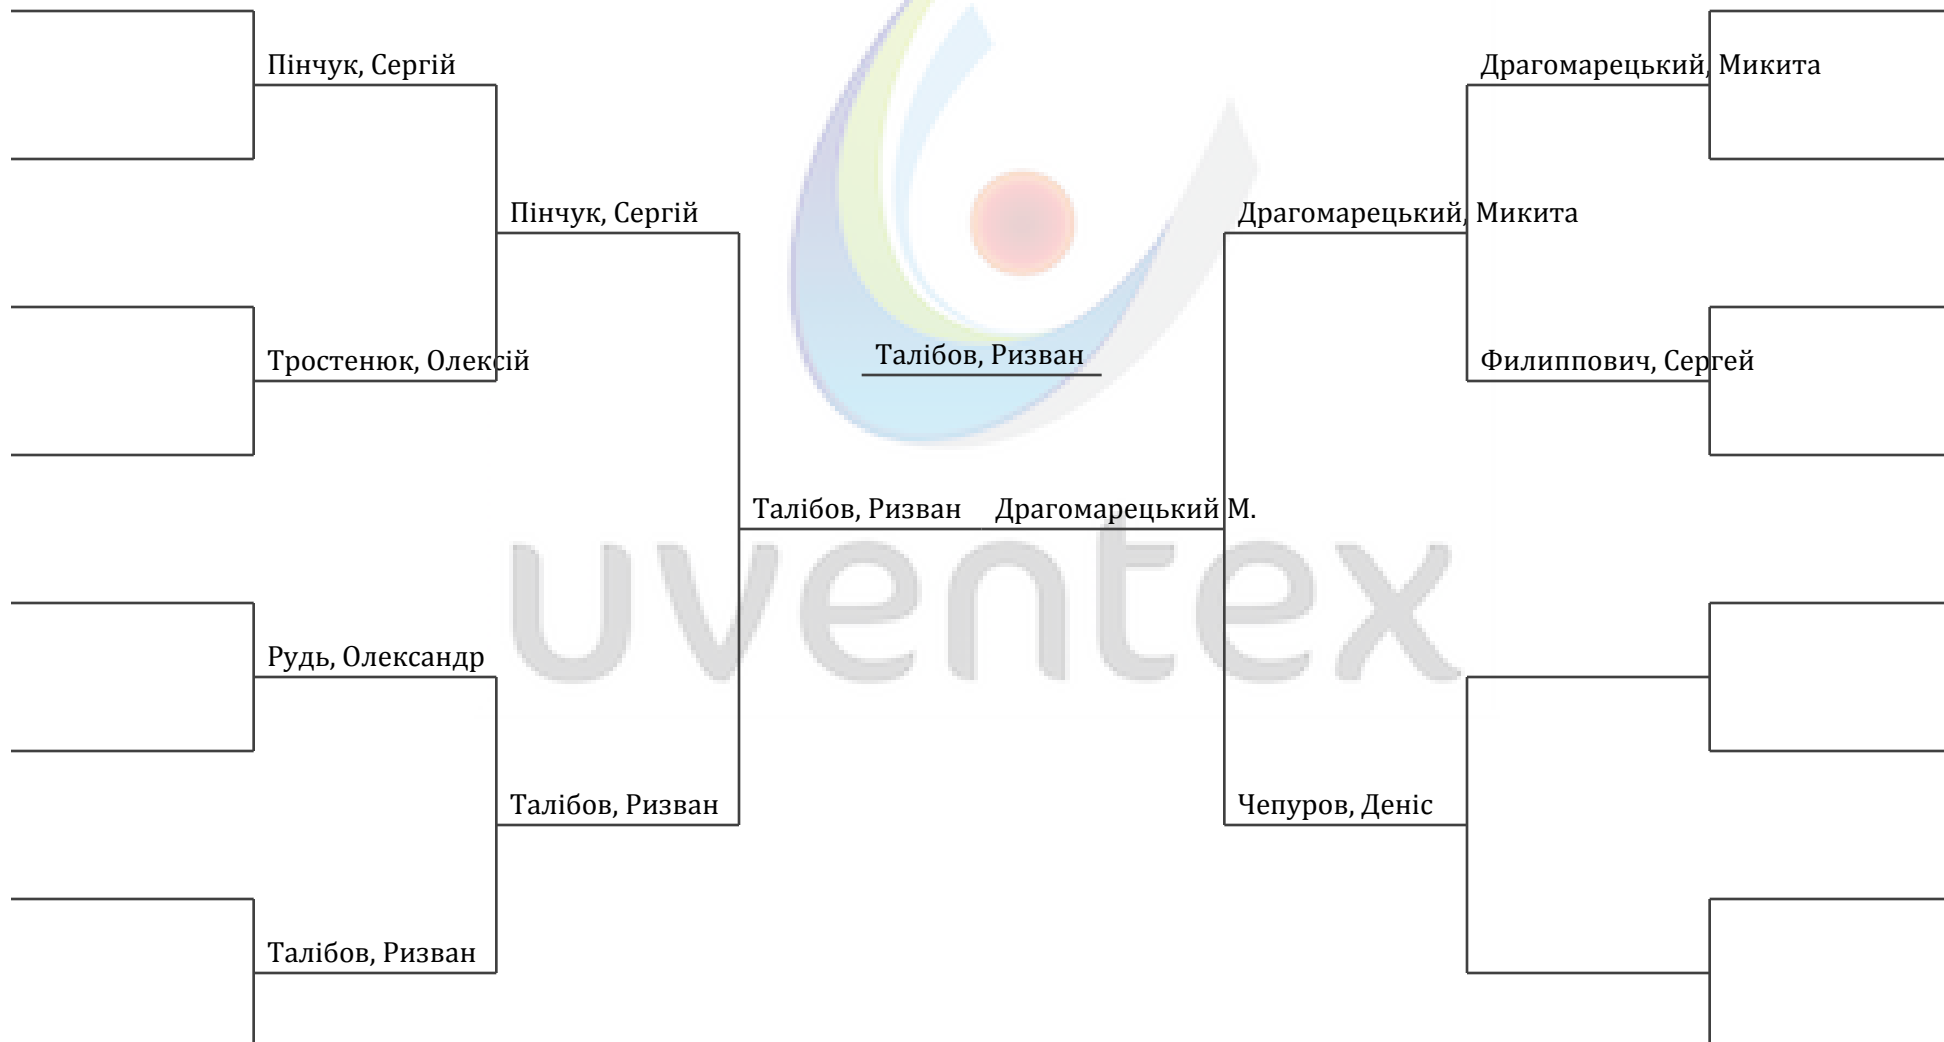 Пінчук, Сергій
Драгомарецький, Микита
Пінчук, Сергій
Драгомарецький, Микита
Талібов, Ризван
Тростенюк, Олексій
Филиппович, Сергей
Талібов, Ризван
Драгомарецький М.
uventex
Рудь, Олександр
Талібов, Ризван
Чепуров, Деніс
Талібов, Ризван